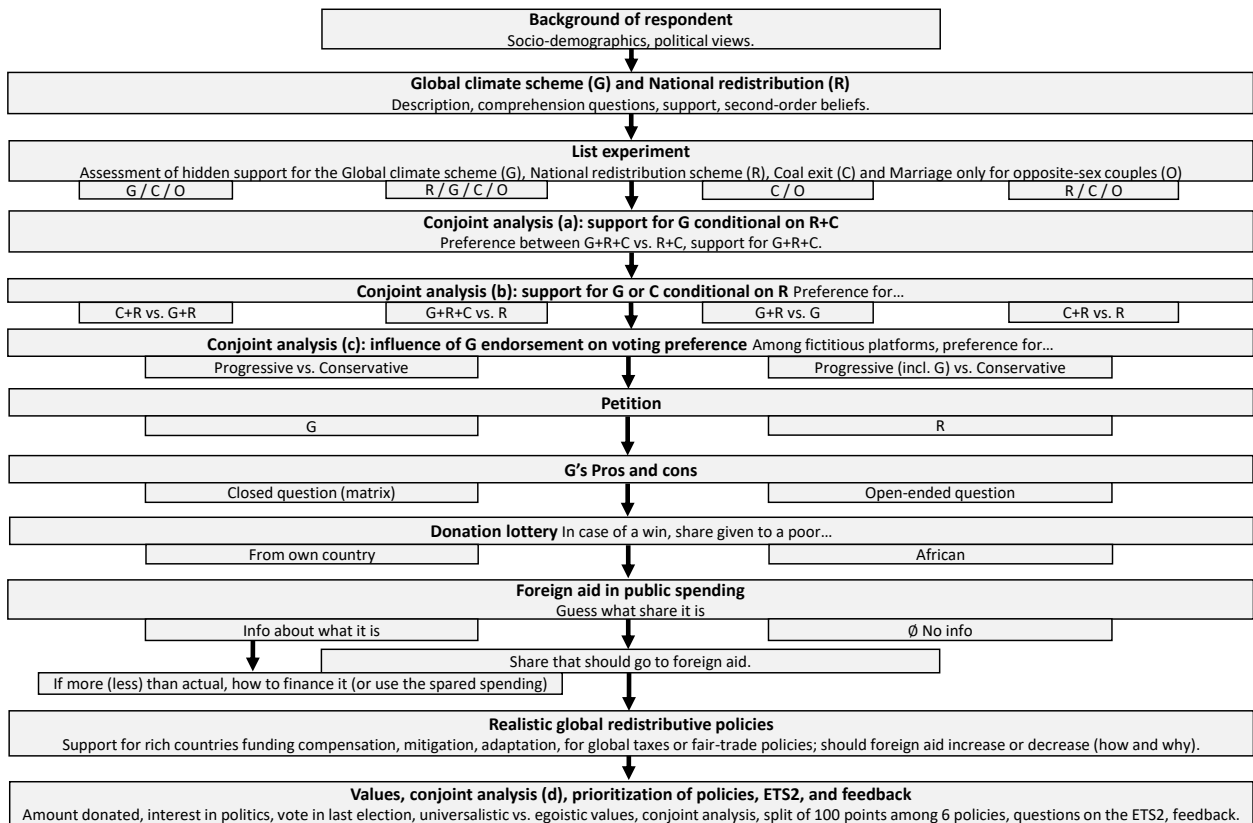 Background of respondent
Socio-demographics, political views.
Global climate scheme (G) and National redistribution (R)
Description, comprehension questions, support, second-order beliefs.
List experiment
Assessment of hidden support for the Global climate scheme (G), National redistribution scheme (R), Coal exit (C) and Marriage only for opposite-sex couples (O)
G / C / O
R / G / C / O
C / O
R / C / O
Conjoint analysis (a): support for G conditional on R+C
Preference between G+R+C vs. R+C, support for G+R+C.
Conjoint analysis (b): support for G or C conditional on R Preference for…
C+R vs. G+R
G+R+C vs. R
G+R vs. G
C+R vs. R
Conjoint analysis (c): influence of G endorsement on voting preference Among fictitious platforms, preference for…
Progressive vs. Conservative
Progressive (incl. G) vs. Conservative
Petition
G
R
G's Pros and cons
Closed question (matrix)
Open-ended question
Donation lottery In case of a win, share given to a poor…
From own country
African
Foreign aid in public spending
Guess what share it is
Info about what it is
Ø No info
Share that should go to foreign aid.
If more (less) than actual, how to finance it (or use the spared spending)
Realistic global redistributive policies
Support for rich countries funding compensation, mitigation, adaptation, for global taxes or fair-trade policies; should foreign aid increase or decrease (how and why).
Values, conjoint analysis (d), prioritization of policies, ETS2, and feedback
Amount donated, interest in politics, vote in last election, universalistic vs. egoistic values, conjoint analysis, split of 100 points among 6 policies, questions on the ETS2, feedback.